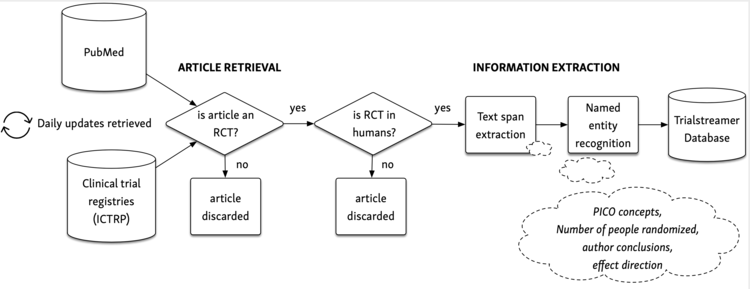 PubMed
ARTICLE RETRIEVAL
INFORMATION EXTRACTION
Daily updates retrieved
is article an
RCT?
yes
is RCT in
humans?
yes
Text span
extraction
Named
entity
recognition
Trialstreamer
Database
no
no
Clinical trial
registries
(ICTRP)
article
discarded
article
discarded
PICO concepts,
Number of people randomized,
author conclusions,
effect direction